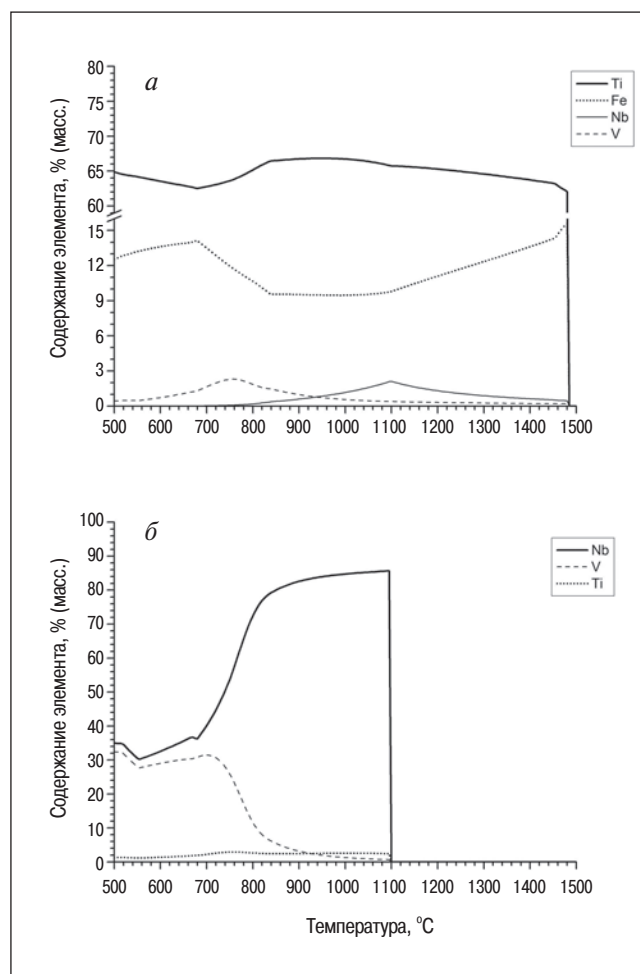 а
Содержание элемента, % (масс.)
80
75
70
65
60
15
12
9
6
3
0
500 600 700 800 900 1000 1100 1200 1300 1400 1500
Ti
Fe
Nb
V
б
Содержание элемента, % (масс.)
100
90
80
70
60
50
40
30
20
10
0
500 600 700 800 900 1000 1100 1200 1300 1400 1500
Nb
V
Ti
Температура, °C